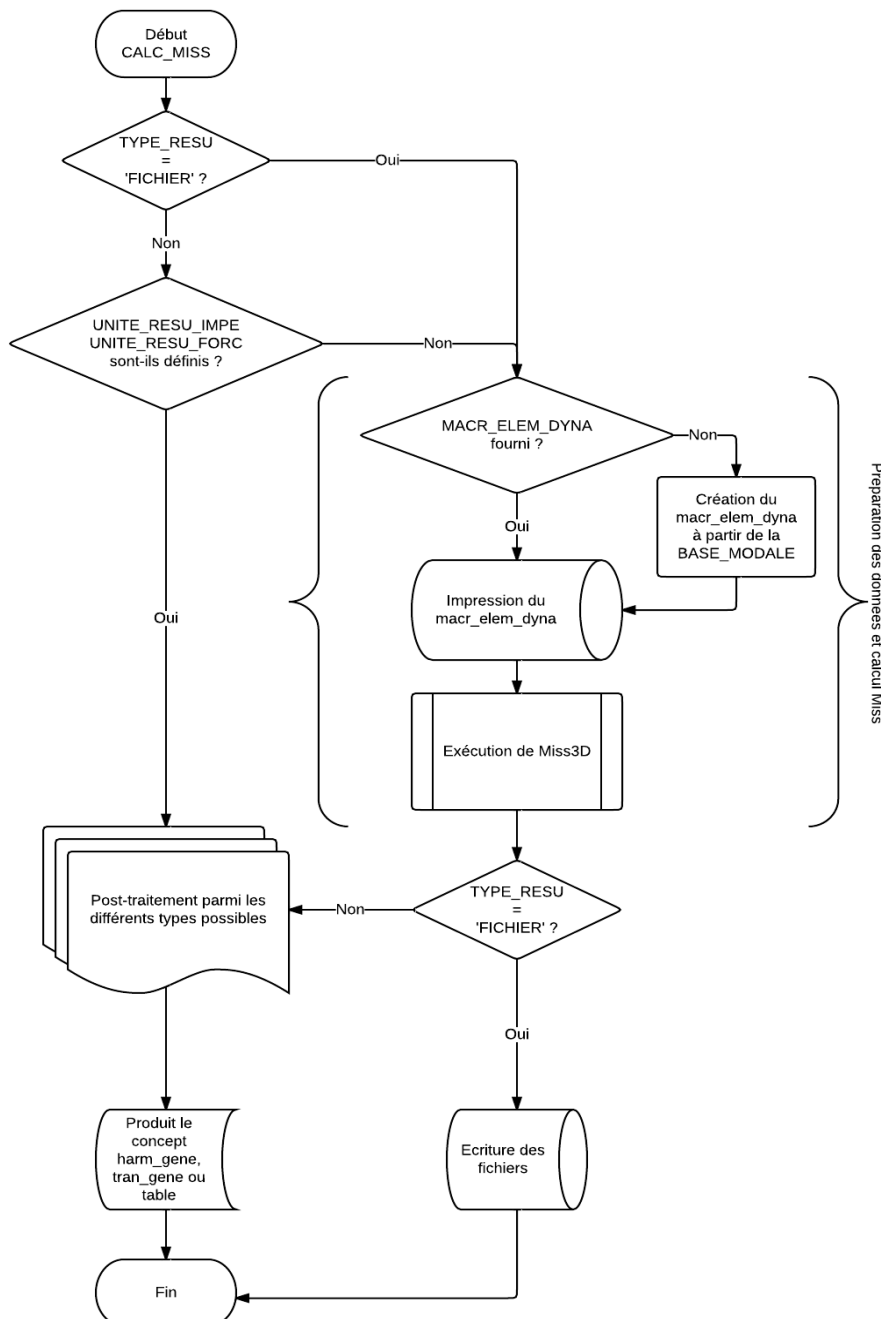 Début
CALC_MISS
TYPE_RESU
=
'FICHIER' ?
Oui
Non
UNITE_RESU_IMPE
UNITE_RESU_FORC
sont-ils définis ?
Non
MACR_ELEM_DYNA
fourni ?
Non
Création du
macr_elem_dyna
à partir de la
BASE_MODALE
Oui
Impression du
macr_elem_dyna
Oui
Exécution de Miss3D
Préparation des données et calcul Miss
Post-traitement parmi les
différents types possibles
Non
TYPE_RESU
=
'FICHIER' ?
Oui
Produit le
concept
harm_gene,
tran_gene ou
table
Ecriture des
fichiers
Fin